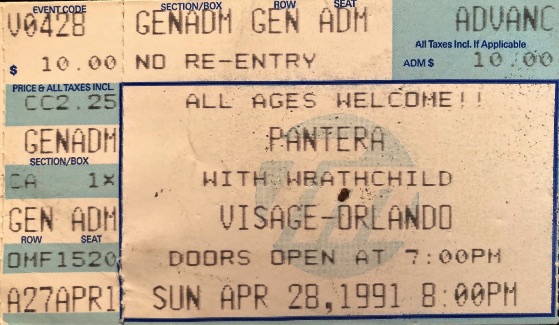 EVENT CODE SECTION/BOX ROW SEAT
V0428 GENADM GEN ADM ADVANC
All Taxes Incl. If Applicable
$ 10.00 NO RE-ENTRY ADM $ 10.00
PRICE & ALL TAXES INCL.
CC2.25 ALL AGES WELCOME!!
GENADM PANTERA
SECTION/BOX
CA 1x WITH WRATHCHILD
GEN ADM VISAGE-ORLANDO
ROW SEAT
OMF1520 DOORS OPEN AT 7:00PM
A27APR1 SUN APR 28,1991 8:00PM